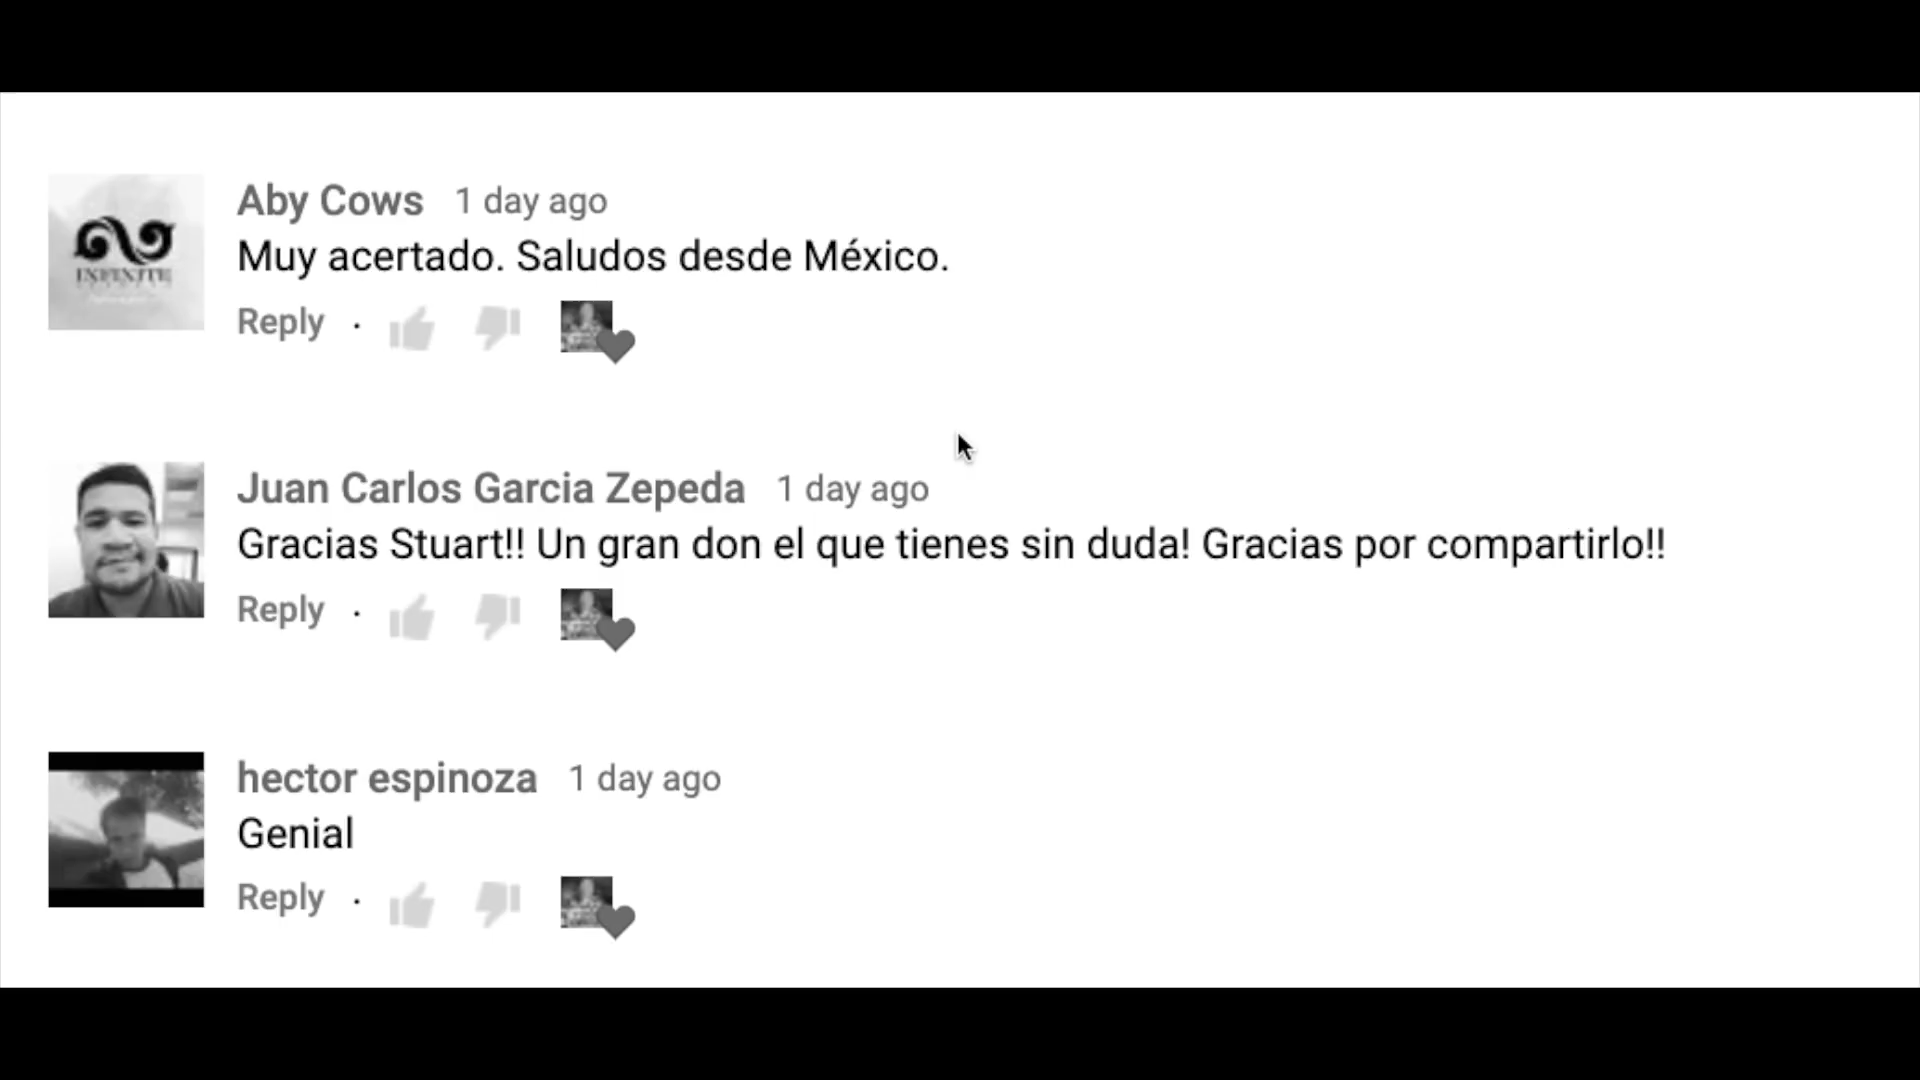 Aby Cows 1 day ago
Muy acertado. Saludos desde México.
INFINITE
Reply ·
Juan Carlos Garcia Zepeda 1 day ago
Gracias Stuart!! Un gran don el que tienes sin duda! Gracias por compartirlo!!
Reply ·
hector espinoza 1 day ago
Genial
Reply ·